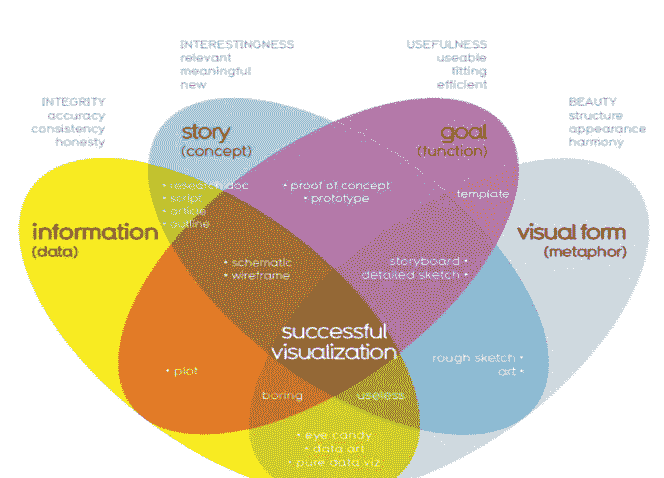 INTERESTINGNESS
relevant
meaningful
new
USEFULNESS
useable
fitting
efficient
INTEGRITY
accuracy
consistency
honesty
BEAUTY
structure
appearance
harmony
story
(concept)
goal
(function)
information
(data)
visual form
(metaphor)
• research doc
• script
• article
• outline
• proof of concept
• prototype
template
• schematic
• wireframe
storyboard •
detailed sketch •
successful
visualization
• plot
rough sketch •
art •
boring
useless
• eye candy
• data art
• pure data viz